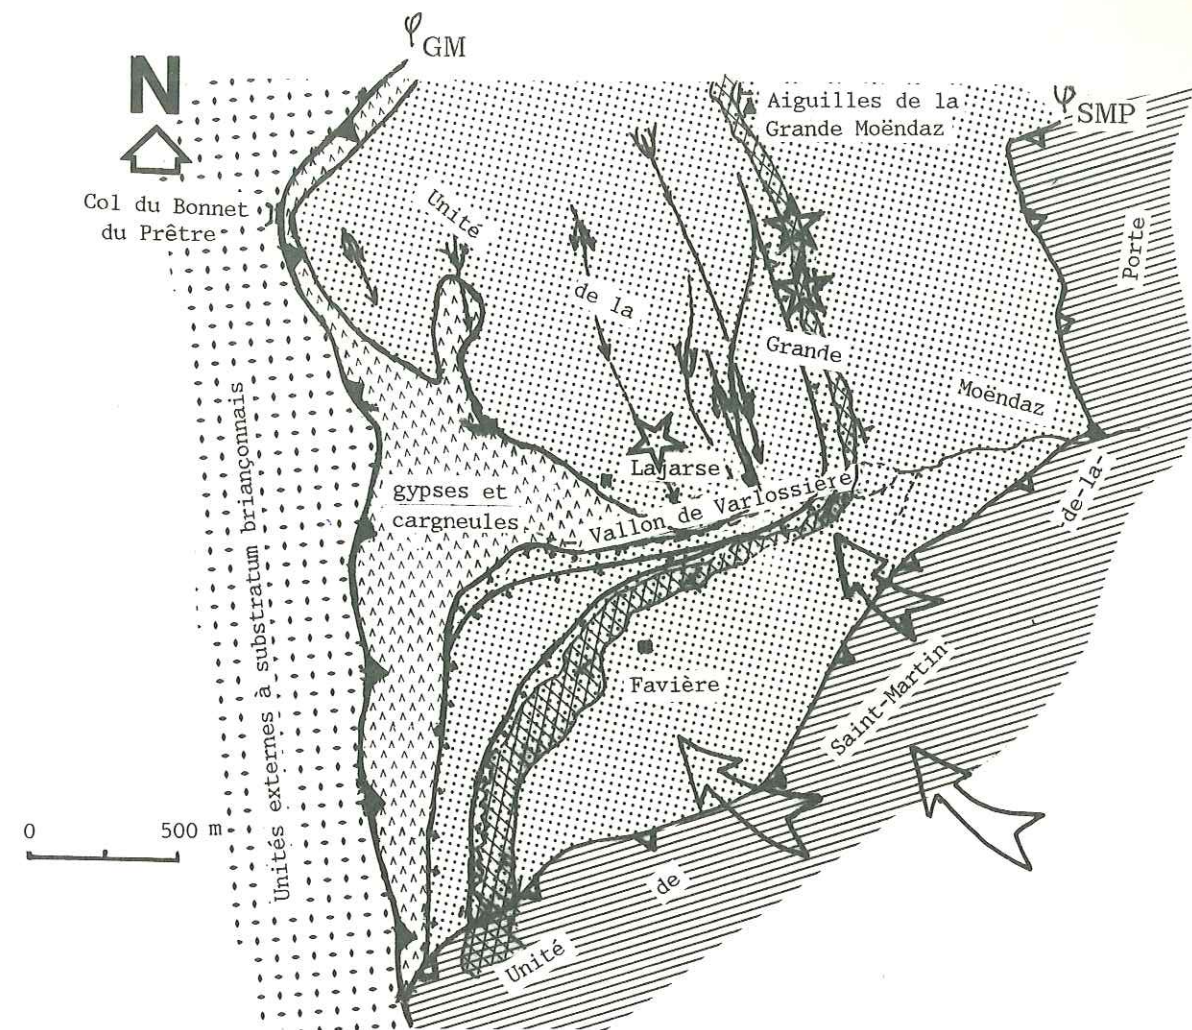 φGM
N
Aiguilles de la
Grande Moëndaz
φSMP
Col du Bonnet
du Prêtre
Unité
de la
Grande
Moëndaz
Porte
-de-la-
Saint-Martin-
de
Unité
Lajarse
Vallon de Varlossière
gypses et
cargneules
Favière
Unités externes à substratum briançonnais
0 500 m